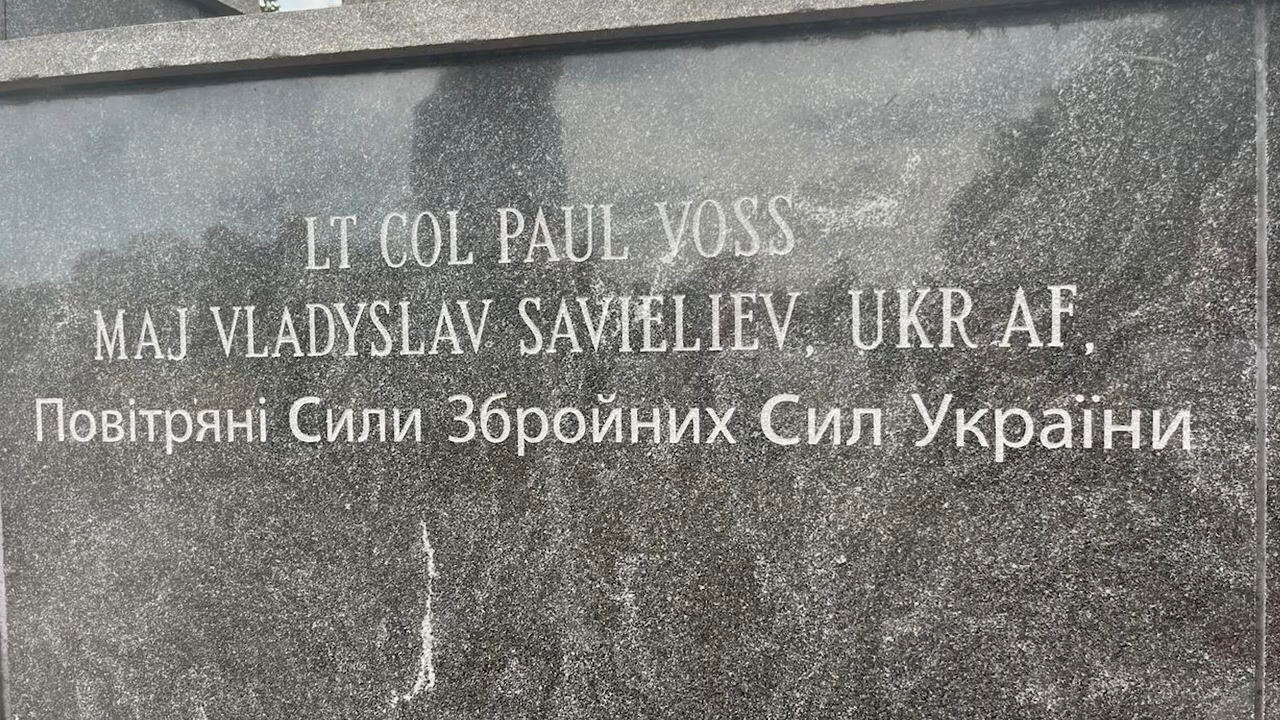 LT COL PAUL VOSS
MAJ VLADYSLAV SAVIELIEV, UKR AF,
Повітряні Сили Збройних Сил України